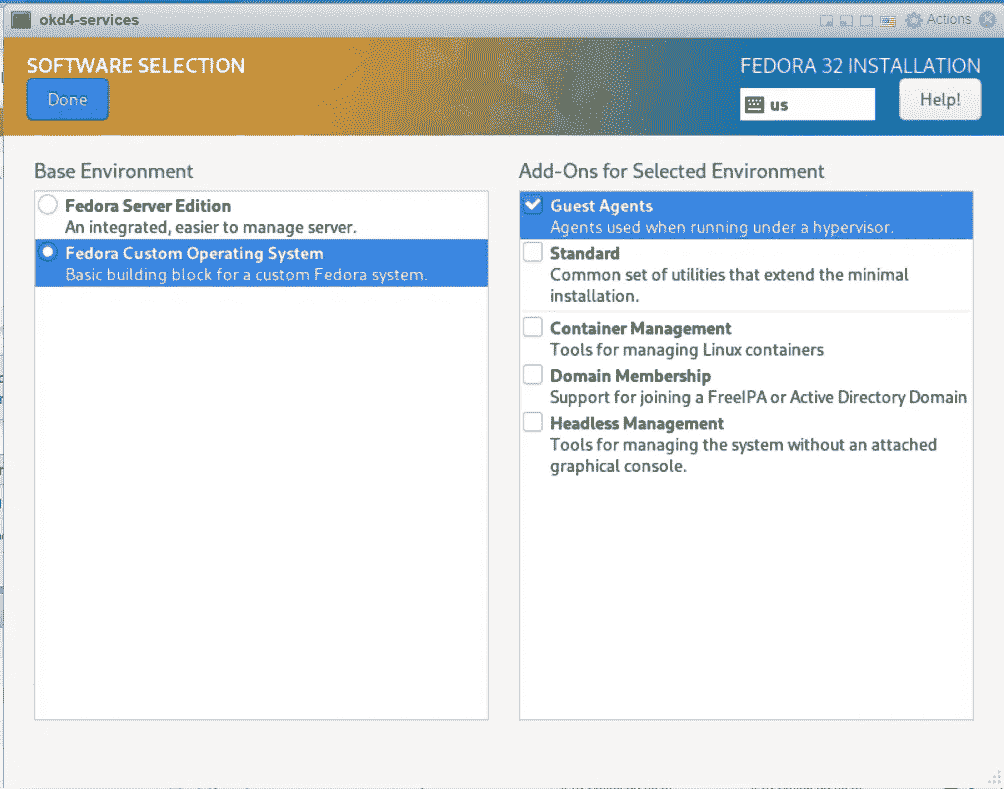 okd4-services
Actions
SOFTWARE SELECTION
FEDORA 32 INSTALLATION
Done
us
Help!
Base Environment
Fedora Server Edition
An integrated, easier to manage server.
Fedora Custom Operating System
Basic building block for a custom Fedora system.
Add-Ons for Selected Environment
Guest Agents
Agents used when running under a hypervisor.
Standard
Common set of utilities that extend the minimal
installation.
Container Management
Tools for managing Linux containers
Domain Membership
Support for joining a FreeIPA or Active Directory Domain
Headless Management
Tools for managing the system without an attached
graphical console.